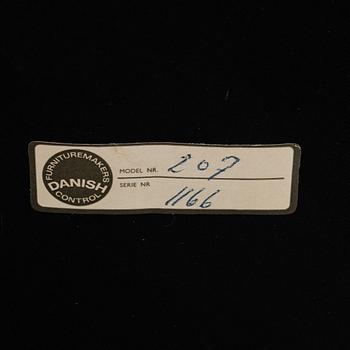 FURNITUREMAKERS
DANISH
CONTROL
MODEL NR. 207
SERIE NR 1166